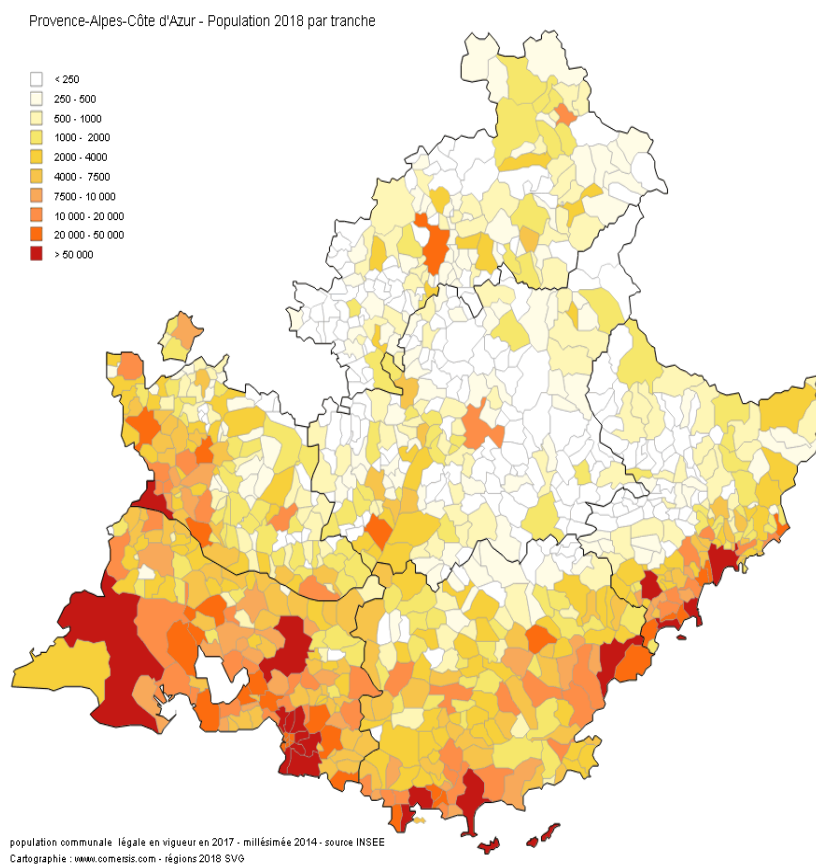 Provence-Alpes-Côte d'Azur - Population 2018 par tranche
< 250
250 - 500
500 - 1000
1000 - 2000
2000 - 4000
4000 - 7500
7500 - 10 000
10 000 - 20 000
20 000 - 50 000
> 50 000
population communale légale en vigueur en 2017 - millésimée 2014 - source INSEE
Cartographie : www.comersis.com - régions 2018 SVG